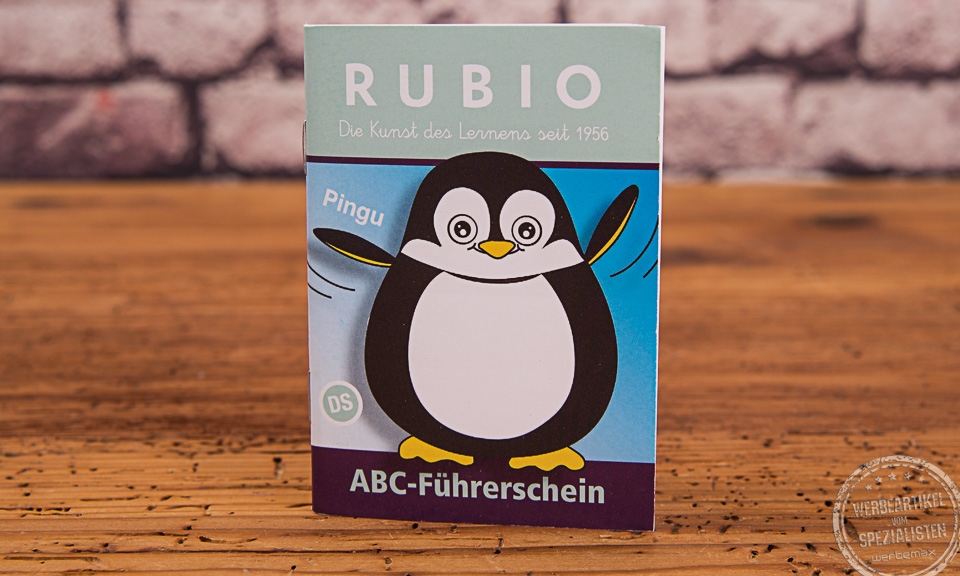 RUBIO
Die Kunst des Lernens seit 1956
Pingu
DS
ABC-Führerschein
WERBEARTIKEL
VOM
SPEZIALISTEN
werbemax